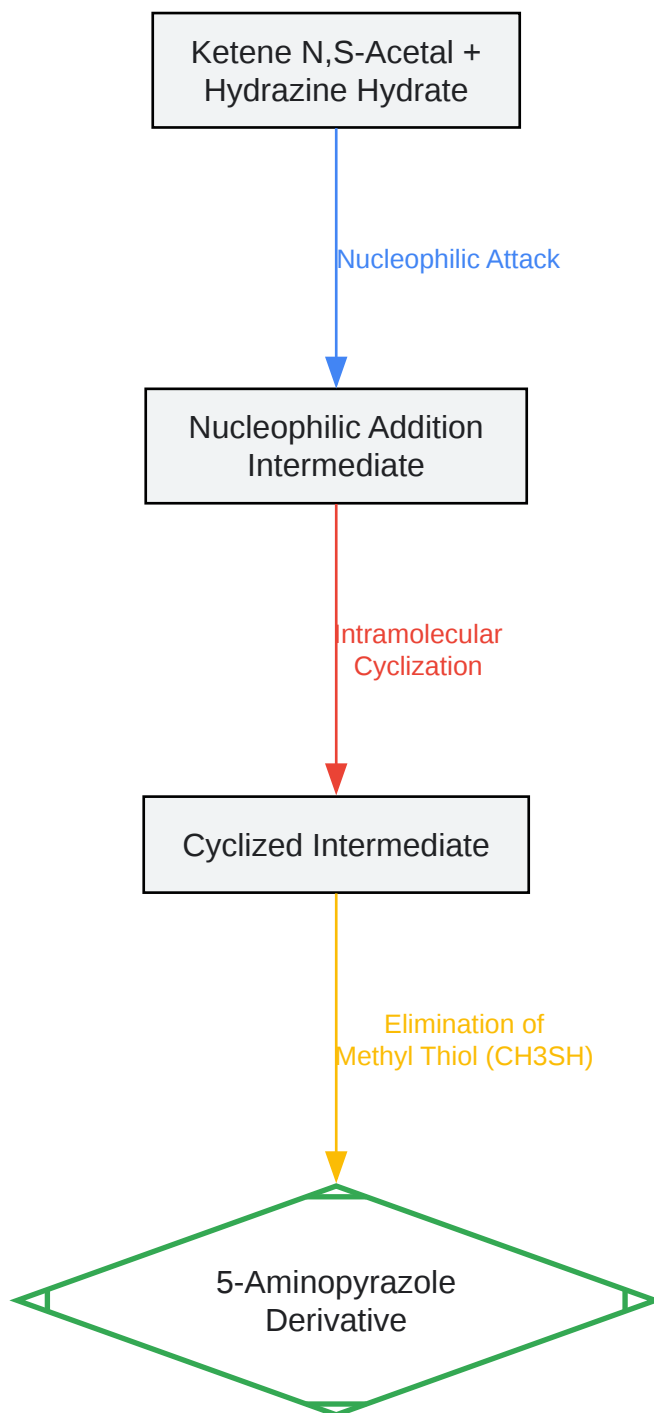 Ketene N,S-Acetal +
Hydrazine Hydrate
Nucleophilic Attack
Nucleophilic Addition
Intermediate
Intramolecular
Cyclization
Cyclized Intermediate
Elimination of
Methyl Thiol (CH3SH)
5-Aminopyrazole
Derivative